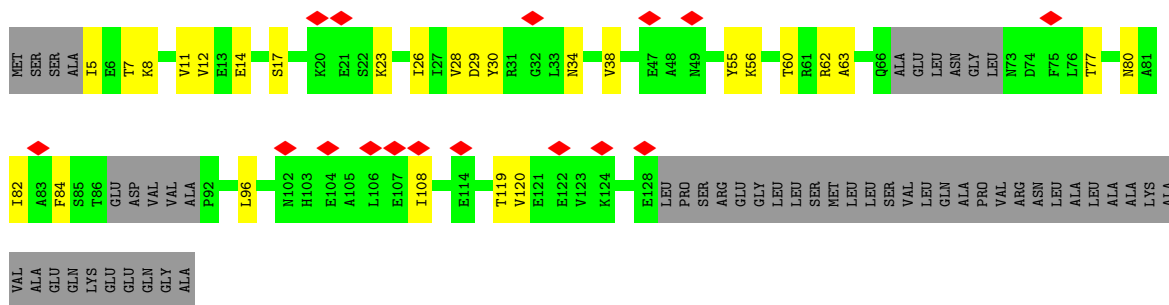 MET SER SER ALA I5 E6 T7 K8 V11 V12 E13 E14 S17 K20 E21 S22 K23 I26 I27 V28 D29 Y30 R31 G32 L33 N34 V38 E47 A48 N49 Y55 K56 T60 R61 R62 A63 Q66 ALA GLU LEU ASN GLY LEU N73 D74 F75 L76 T77 N80 A81
I82 A83 F84 S85 T86 GLU ASP VAL VAL ALA P92 L96 N102 H103 E104 A105 L106 E107 I108 E114 T119 V120 E121 E122 V123 K124 E128 LEU PRO SER ARG GLU GLY LEU LEU SER MET LEU LEU SER VAL LEU GLN ALA PRO VAL ARG ASN LEU ALA LEU ALA ALA LYS ALA
VAL ALA GLU GLN LYS GLU GLU GLN GLY ALA